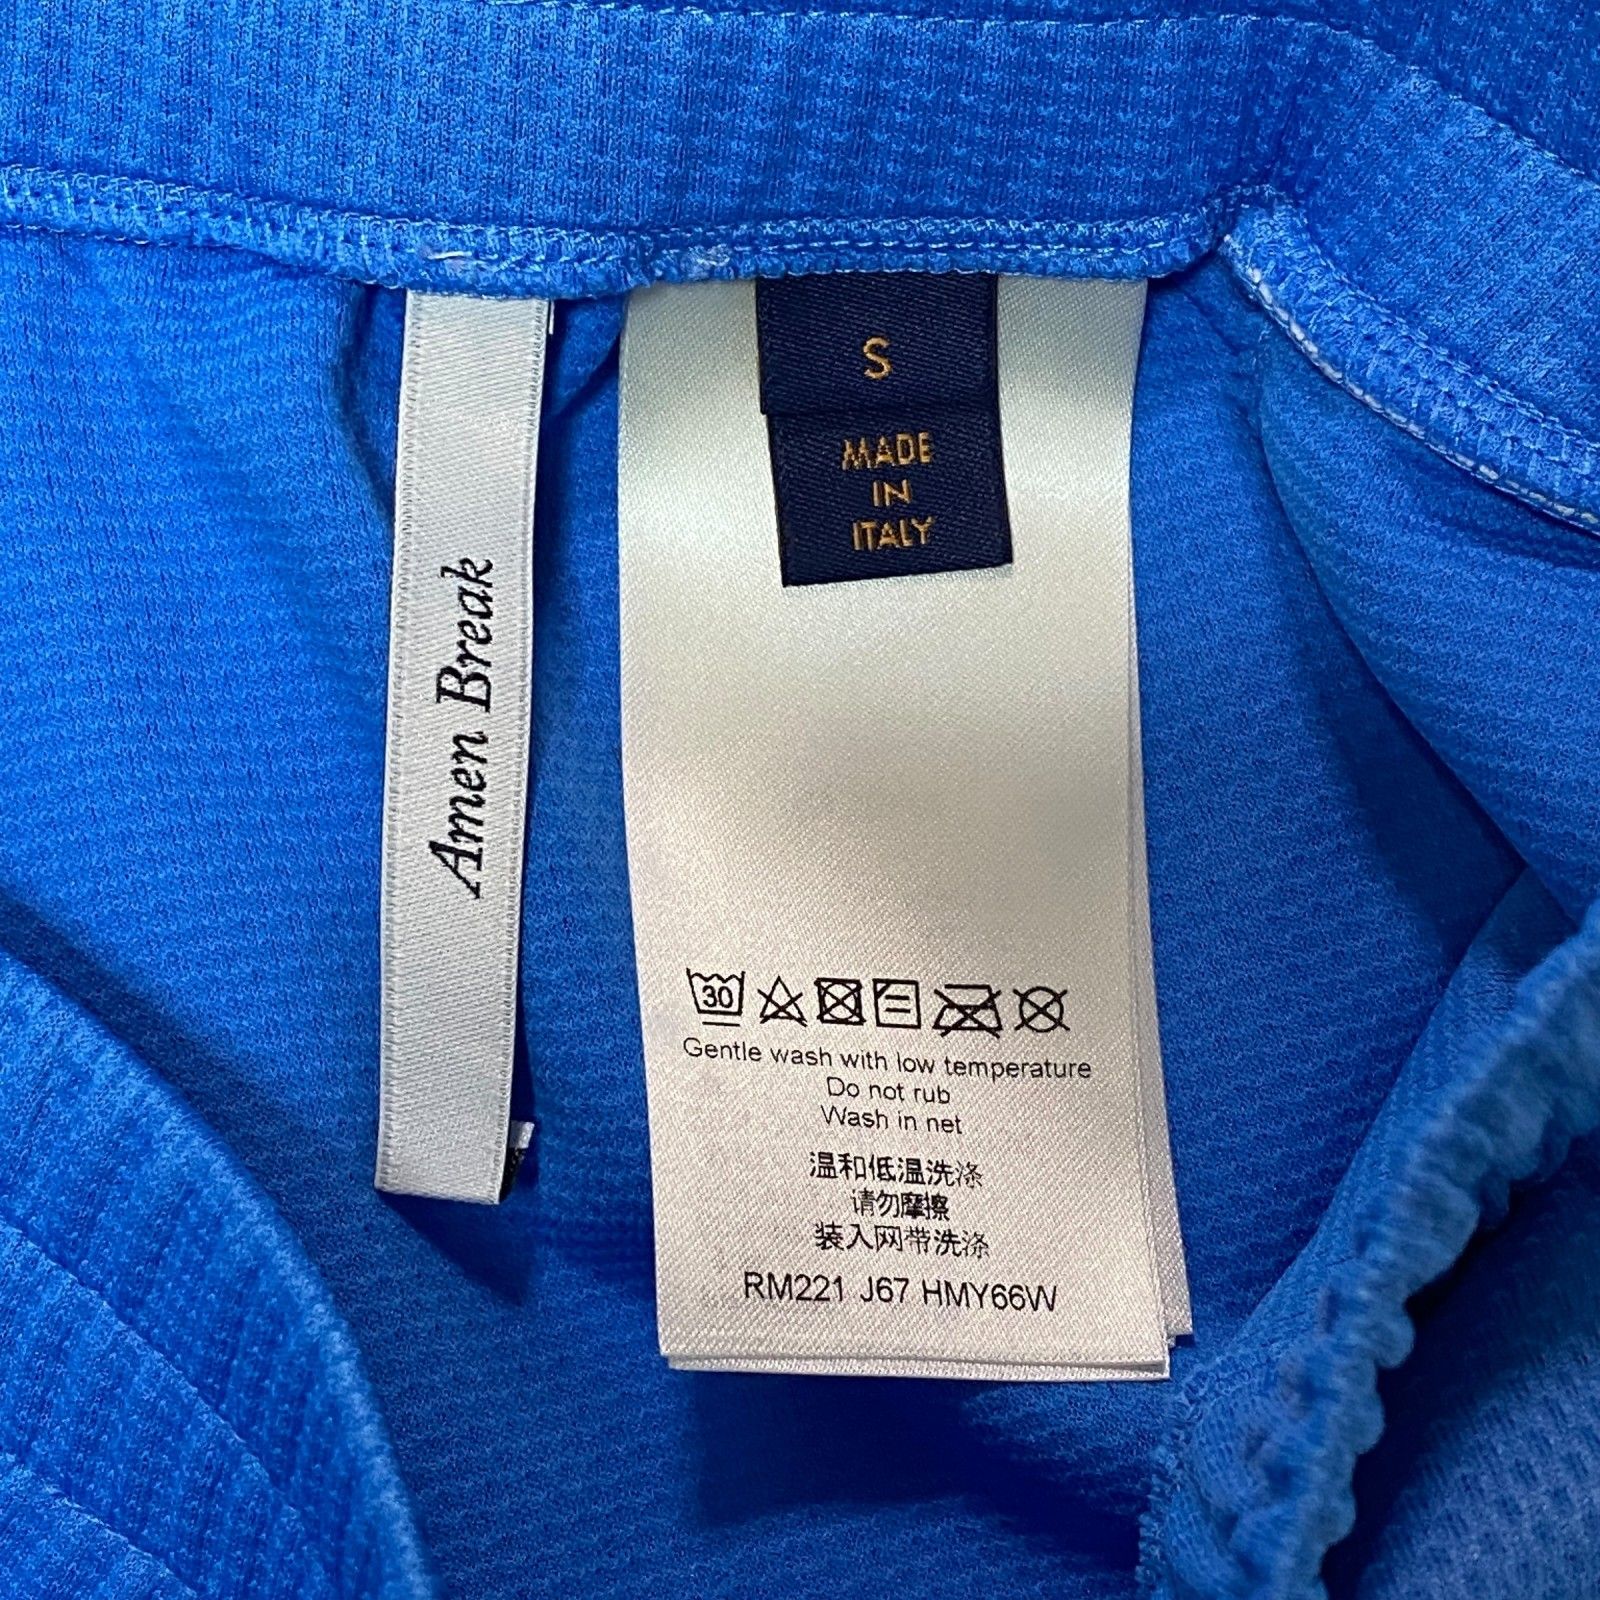 Amen Break
S
MADE
IN
ITALY
30
Gentle wash with low temperature
Do not rub
Wash in net
温和低温洗涤
请勿摩擦
装入网带洗涤
RM221 J67 HMY66W